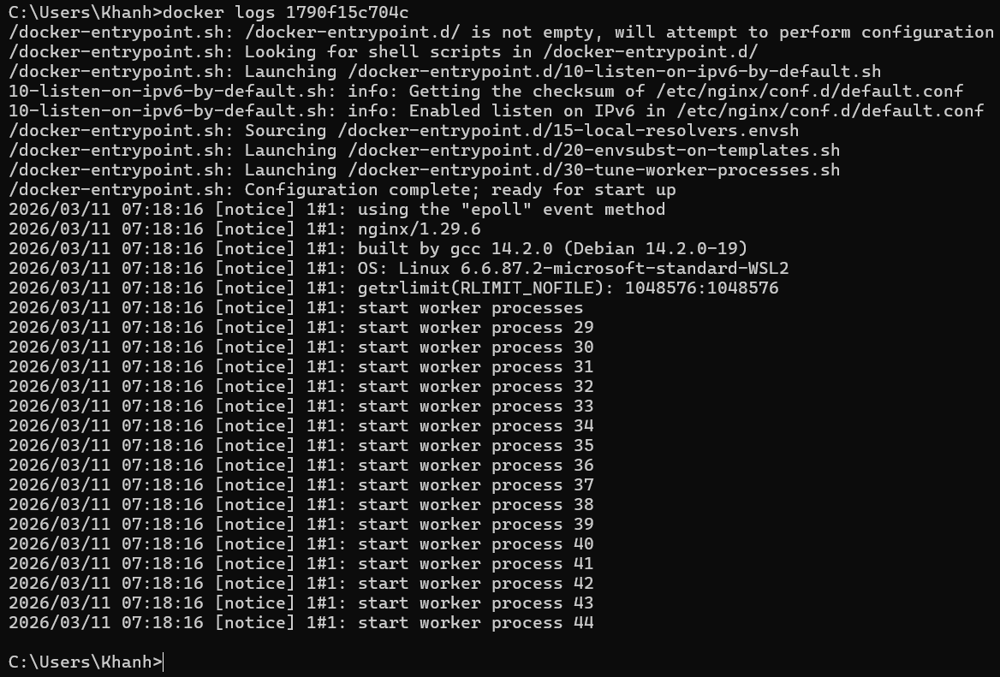 C:\Users\Khanh>docker logs 1790f15c704c
/docker-entrypoint.sh: /docker-entrypoint.d/ is not empty, will attempt to perform configuration
/docker-entrypoint.sh: Looking for shell scripts in /docker-entrypoint.d/
/docker-entrypoint.sh: Launching /docker-entrypoint.d/10-listen-on-ipv6-by-default.sh
10-listen-on-ipv6-by-default.sh: info: Getting the checksum of /etc/nginx/conf.d/default.conf
10-listen-on-ipv6-by-default.sh: info: Enabled listen on IPv6 in /etc/nginx/conf.d/default.conf
/docker-entrypoint.sh: Sourcing /docker-entrypoint.d/15-local-resolvers.envsh
/docker-entrypoint.sh: Launching /docker-entrypoint.d/20-envsubst-on-templates.sh
/docker-entrypoint.sh: Launching /docker-entrypoint.d/30-tune-worker-processes.sh
/docker-entrypoint.sh: Configuration complete; ready for start up
2026/03/11 07:18:16 [notice] 1#1: using the "epoll" event method
2026/03/11 07:18:16 [notice] 1#1: nginx/1.29.6
2026/03/11 07:18:16 [notice] 1#1: built by gcc 14.2.0 (Debian 14.2.0-19)
2026/03/11 07:18:16 [notice] 1#1: OS: Linux 6.6.87.2-microsoft-standard-WSL2
2026/03/11 07:18:16 [notice] 1#1: getrlimit(RLIMIT_NOFILE): 1048576:1048576
2026/03/11 07:18:16 [notice] 1#1: start worker processes
2026/03/11 07:18:16 [notice] 1#1: start worker process 29
2026/03/11 07:18:16 [notice] 1#1: start worker process 30
2026/03/11 07:18:16 [notice] 1#1: start worker process 31
2026/03/11 07:18:16 [notice] 1#1: start worker process 32
2026/03/11 07:18:16 [notice] 1#1: start worker process 33
2026/03/11 07:18:16 [notice] 1#1: start worker process 34
2026/03/11 07:18:16 [notice] 1#1: start worker process 35
2026/03/11 07:18:16 [notice] 1#1: start worker process 36
2026/03/11 07:18:16 [notice] 1#1: start worker process 37
2026/03/11 07:18:16 [notice] 1#1: start worker process 38
2026/03/11 07:18:16 [notice] 1#1: start worker process 39
2026/03/11 07:18:16 [notice] 1#1: start worker process 40
2026/03/11 07:18:16 [notice] 1#1: start worker process 41
2026/03/11 07:18:16 [notice] 1#1: start worker process 42
2026/03/11 07:18:16 [notice] 1#1: start worker process 43
2026/03/11 07:18:16 [notice] 1#1: start worker process 44
C:\Users\Khanh>